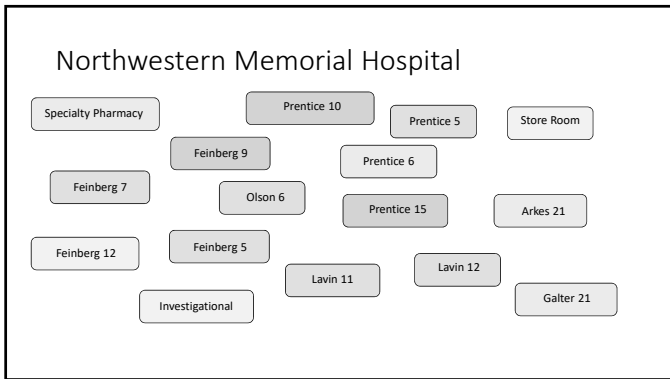 Northwestern Memorial Hospital
Specialty Pharmacy
Prentice 10
Prentice 5
Store Room
Feinberg 9
Prentice 6
Feinberg 7
Olson 6
Prentice 15
Arkes 21
Feinberg 12
Feinberg 5
Lavin 11
Lavin 12
Investigational
Galter 21